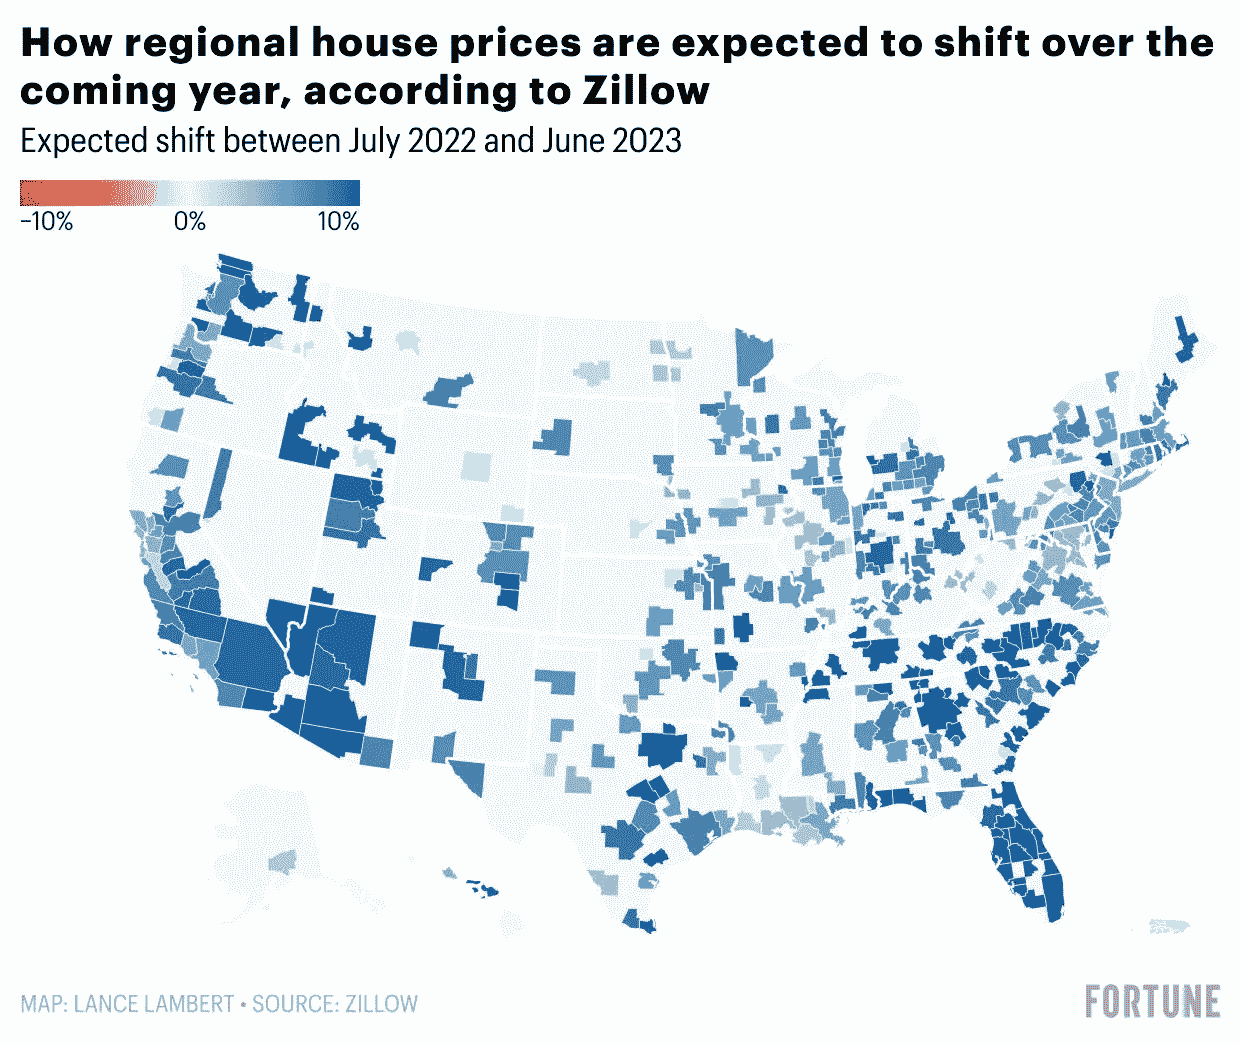 How regional house prices are expected to shift over the
coming year, according to Zillow
Expected shift between July 2022 and June 2023
−10% 0% 10%
MAP: LANCE LAMBERT • SOURCE: ZILLOW
FORTUNE